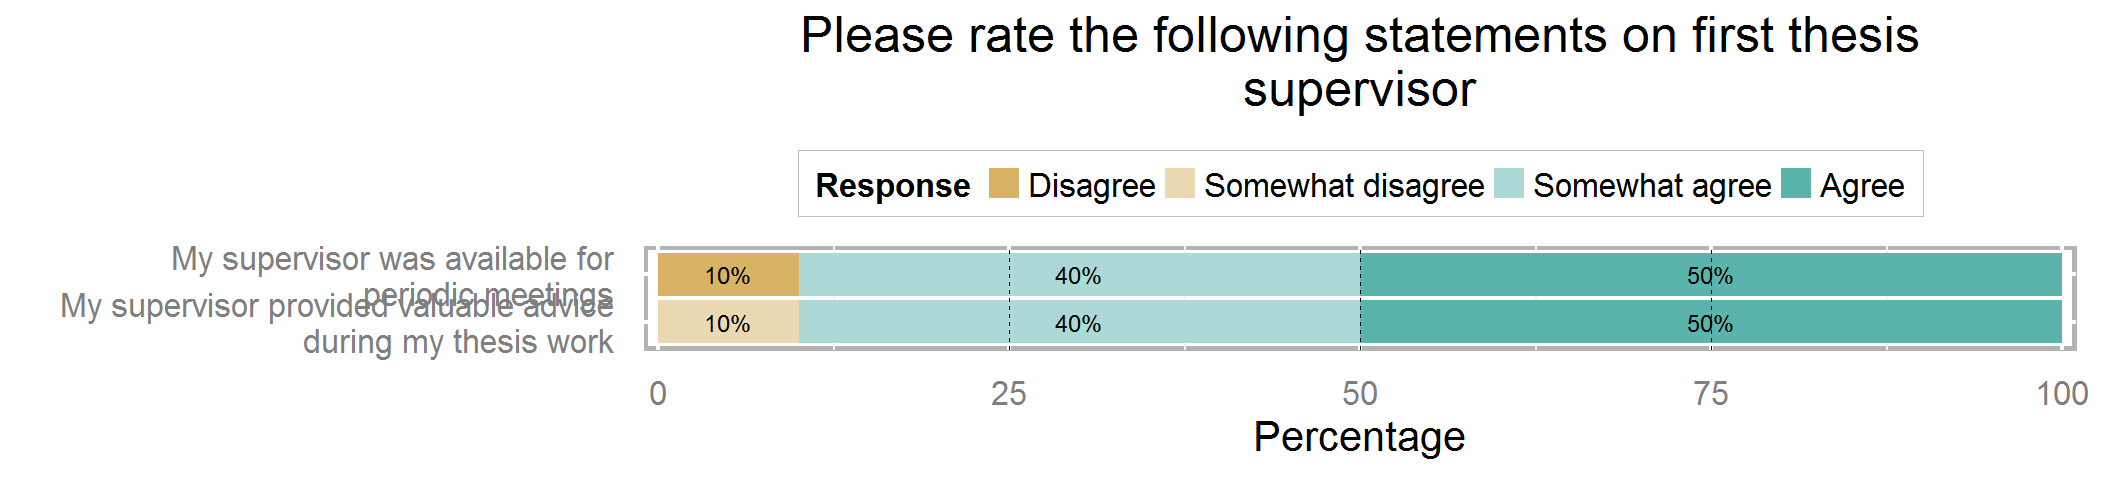 Please rate the following statements on first thesis
supervisor
Response Disagree Somewhat disagree Somewhat agree Agree
My supervisor was available for
periodic meetings
10% 40% 50%
My supervisor provided valuable advice
during my thesis work
10% 40% 50%
0 25 50 75 100
Percentage